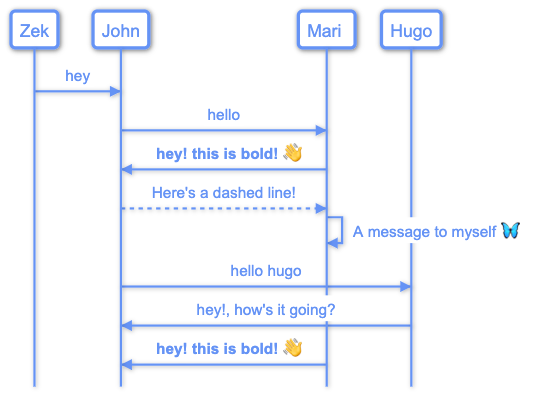 Zek John Mari Hugo
hey
hello
hey! this is bold! 👋
Here's a dashed line!
A message to myself 🦋
hello hugo
hey!, how's it going?
hey! this is bold! 👋